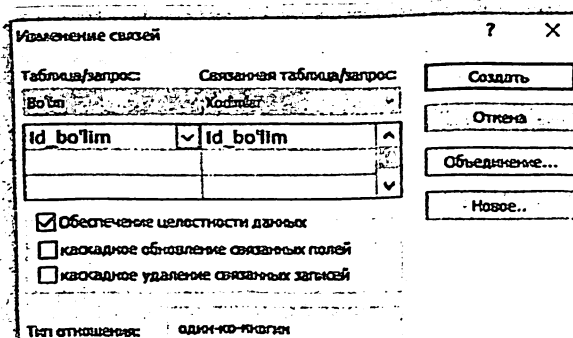 Изменение связей ? ×
Таблица/запрос: Связанная таблица/запрос:
Bo'lim
Id_bo'lim Id_bo'lim
Обеспечение целостности данных
каскадное обновление связанных полей
каскадное удаление связанных записей
Тип отношения: один-ко-многим
Создать
Отмена
Объединение...
Новое..